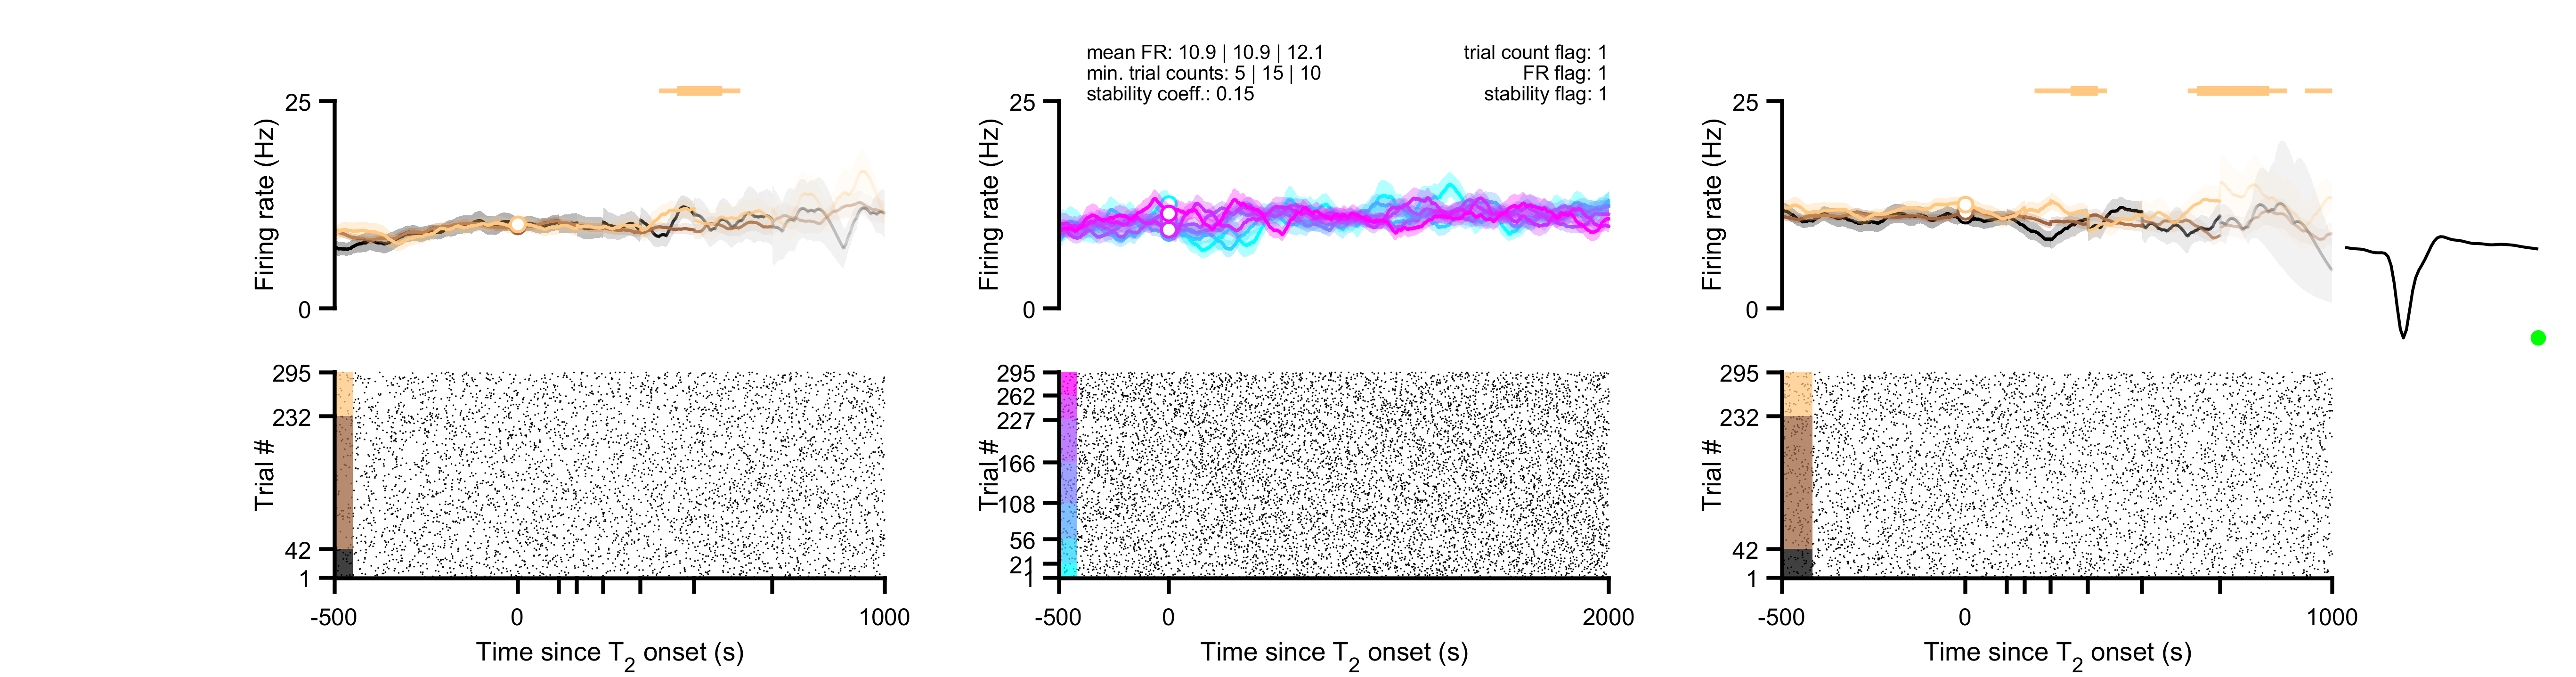 mean FR: 10.9 | 10.9 | 12.1
min. trial counts: 5 | 15 | 10
stability coeff.: 0.15
trial count flag: 1
FR flag: 1
stability flag: 1
25
0
Firing rate (Hz)
295
232
42
1
Trial #
-500
0
1000
Time since T2 onset (s)
25
0
Firing rate (Hz)
295
262
227
166
108
56
21
1
Trial #
-500
0
2000
Time since T2 onset (s)
25
0
Firing rate (Hz)
295
232
42
1
Trial #
-500
0
1000
Time since T2 onset (s)